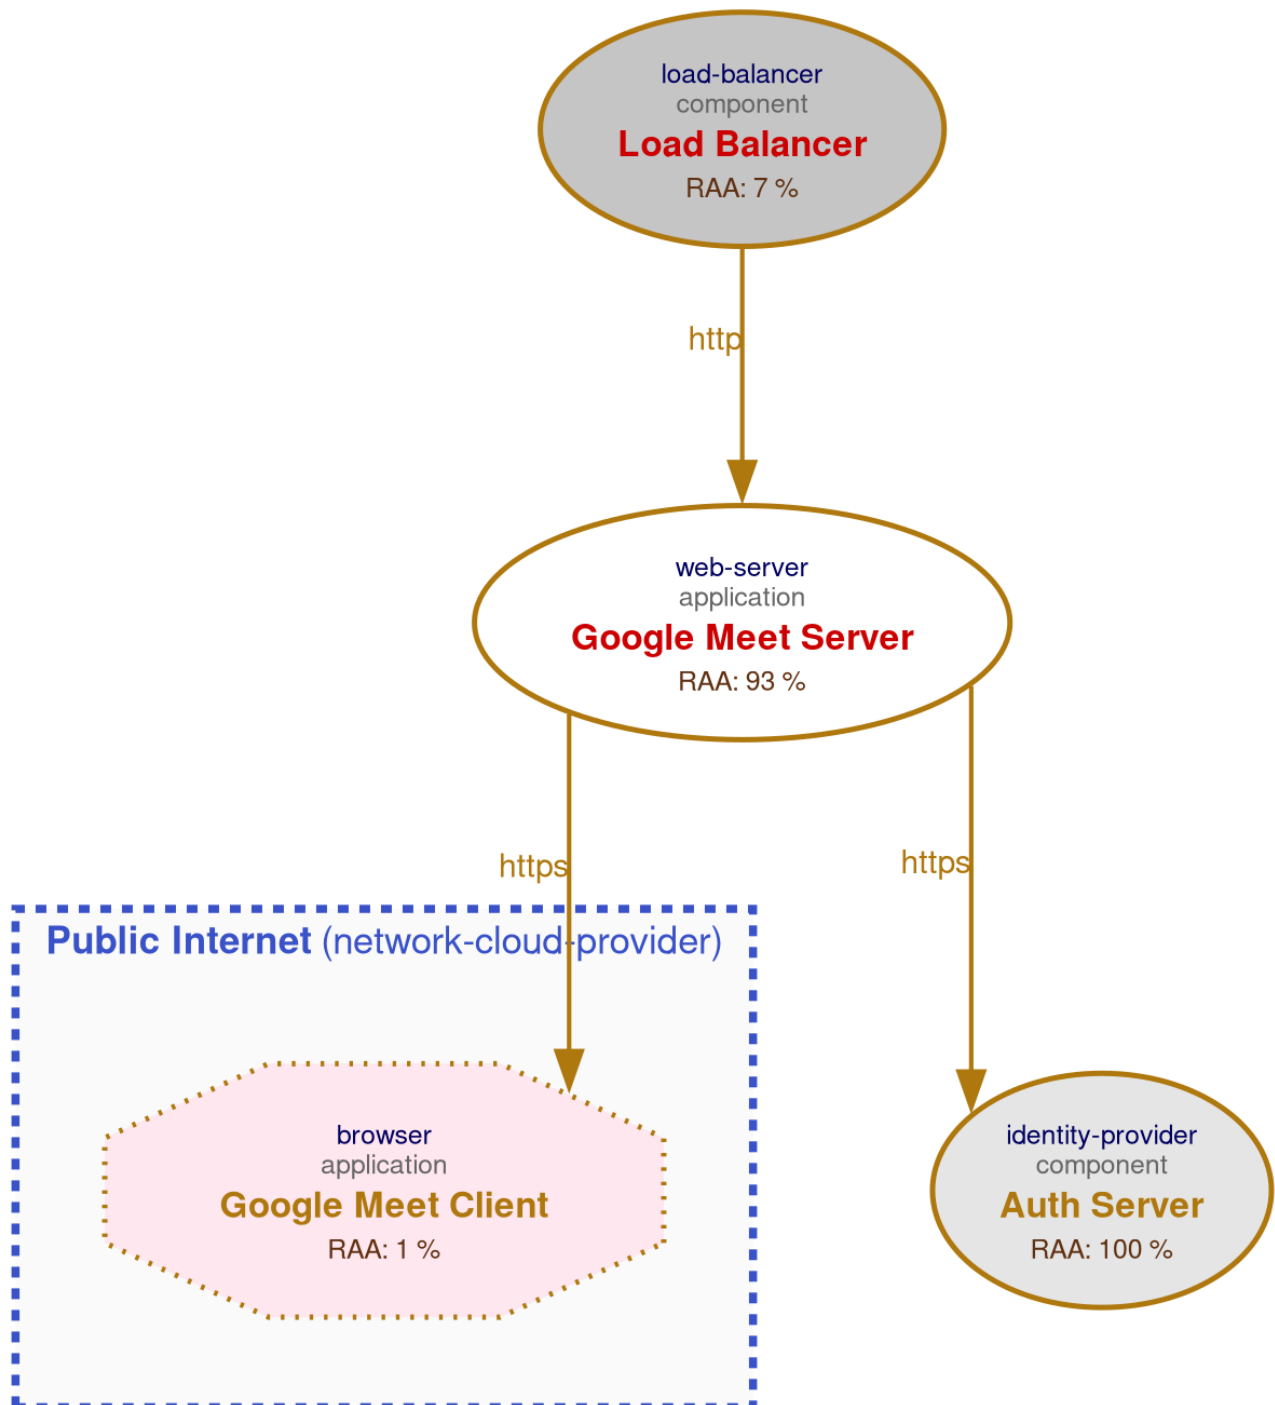 load-balancer
component
Load Balancer
RAA: 7 %
http
web-server
application
Google Meet Server
RAA: 93 %
https
https
Public Internet (network-cloud-provider)
browser
application
Google Meet Client
RAA: 1 %
identity-provider
component
Auth Server
RAA: 100 %